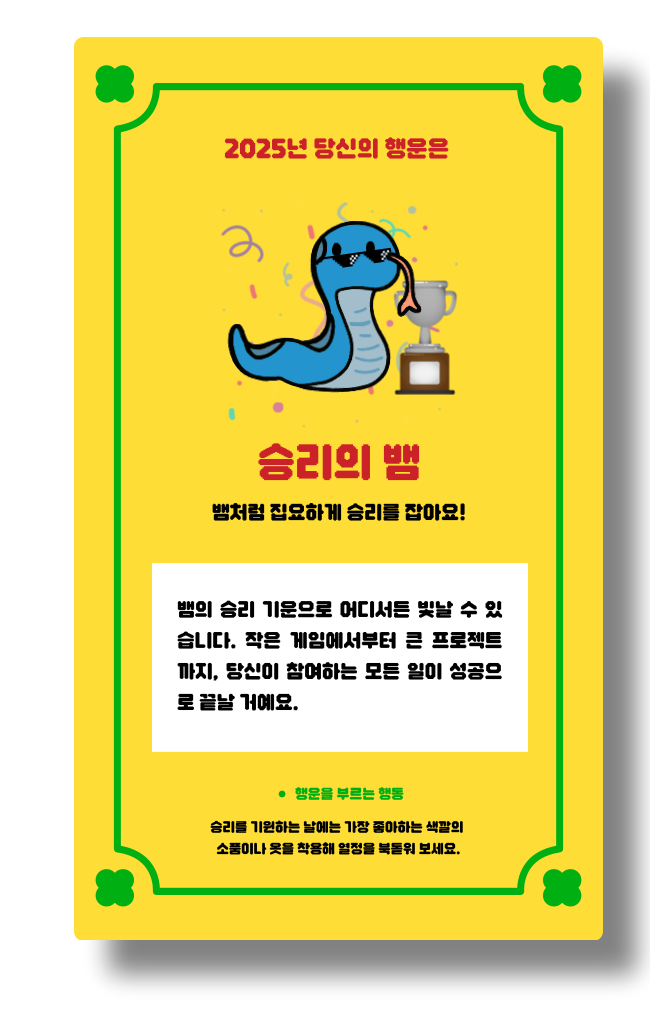 2025년 당신의 행운은
승리의 뱀
뱀처럼 집요하게 승리를 잡아요!
뱀의 승리 기운으로 어디서든 빛날 수 있
습니다. 작은 게임에서부터 큰 프로젝트
까지, 당신이 참여하는 모든 일이 성공으
로 끝날 거예요.
• 행운을 부르는 행동
승리를 기원하는 날에는 가장 좋아하는 색깔의
소품이나 옷을 착용해 열정을 북돋워 보세요.